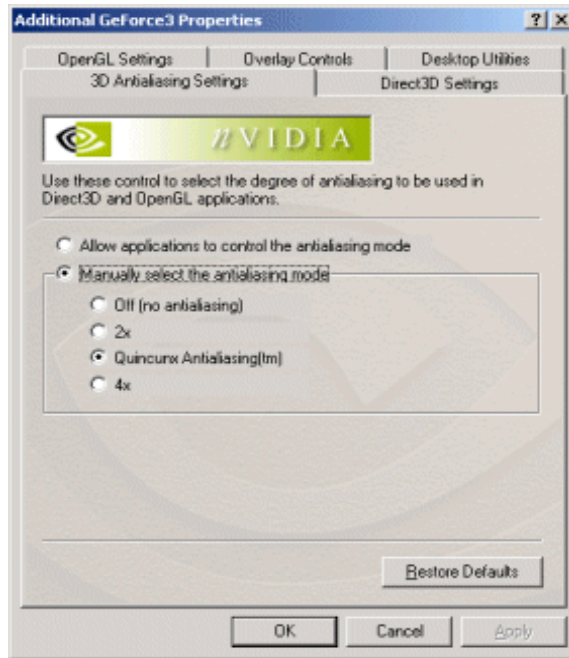 Additional GeForce3 Properties
OpenGL Settings Overlay Controls Desktop Utilities
3D Antialiasing Settings Direct3D Settings
nVIDIA
Use these control to select the degree of antialiasing to be used in
Direct3D and OpenGL applications.
Allow applications to control the antialiasing mode
Manually select the antialiasing mode
Off (no antialiasing)
2x
Quincunx Antialiasing(tm)
4x
Restore Defaults
OK Cancel Apply